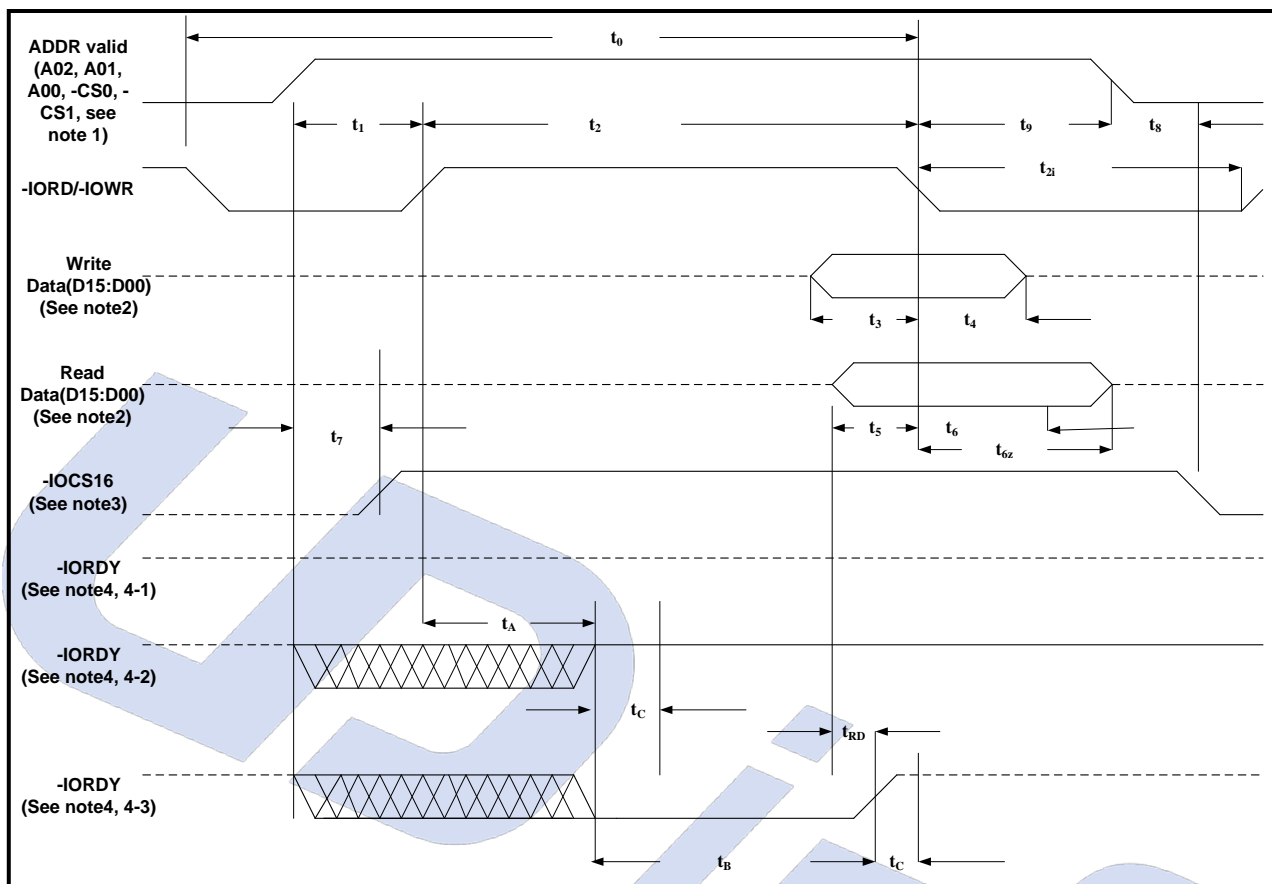 t0
ADDR valid
(A02, A01,
A00, -CS0, -
CS1, see
note 1)
t1
t2
t9
t8
-IORD/-IOWR
t2i
Write
Data(D15:D00)
(See note2)
t3
t4
Read
Data(D15:D00)
(See note2)
t7
t5
t6
t6z
-IOCS16
(See note3)
-IORDY
(See note4, 4-1)
tA
-IORDY
(See note4, 4-2)
tC
tRD
-IORDY
(See note4, 4-3)
tB
tC